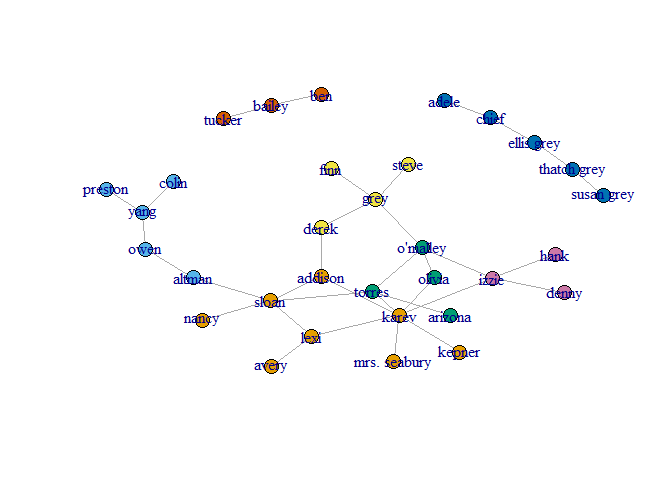 ben
adele
bailey
tucker
chief
ellis grey
steve
finn
thatch grey
colin
preston
susan grey
grey
yang
derek
o'malley
owen
hank
altman
addison
olivia
izzie
torres
denny
sloan
nancy
karev
arizona
lexi
kepner
mrs. seabury
avery